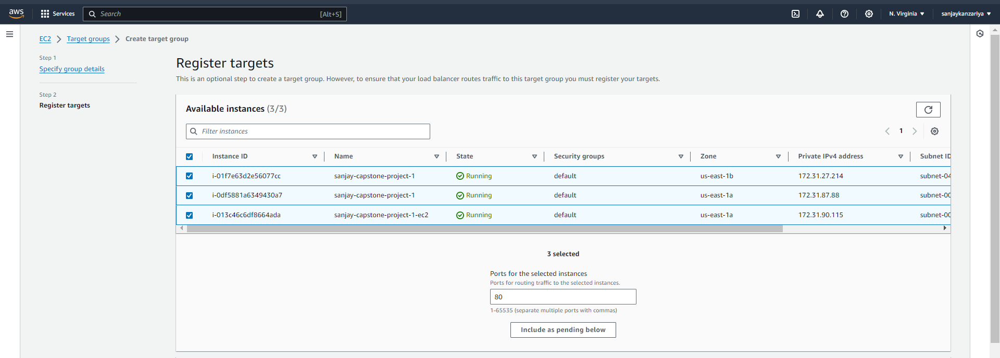 aws Services Search [Alt+S] N. Virginia sanjaykanzariya
EC2 Target groups Create target group
Step 1
Specify group details
Step 2
Register targets
Register targets
This is an optional step to create a target group. However, to ensure that your load balancer routes traffic to this target group you must register your targets.
Available instances (3/3)
Filter instances
1
Instance ID Name State Security groups Zone Private IPv4 address Subnet ID
i-01f7e63d2e56077cc sanjay-capstone-project-1 Running default us-east-1b 172.31.27.214 subnet-04
i-0df5881a6349430a7 sanjay-capstone-project-1 Running default us-east-1a 172.31.87.88 subnet-00
i-013c46c6df8664ada sanjay-capstone-project-1-ec2 Running default us-east-1a 172.31.90.115 subnet-00
3 selected
Ports for the selected instances
Ports for routing traffic to the selected instances.
80
1-65535 (separate multiple ports with commas)
Include as pending below